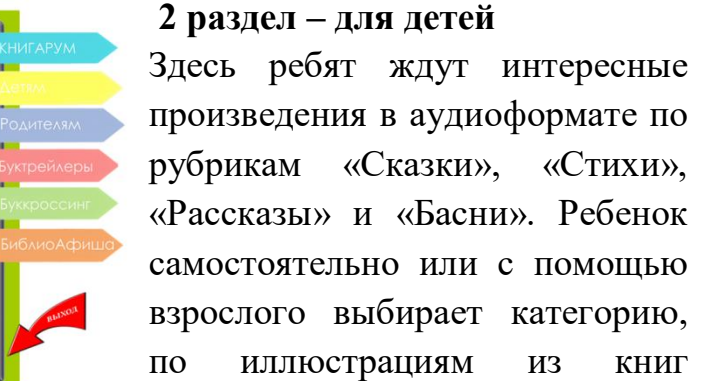 2 раздел – для детей
Здесь ребят ждут интересные
произведения в аудиоформате по
рубрикам «Сказки», «Стихи»,
«Рассказы» и «Басни». Ребенок
самостоятельно или с помощью
взрослого выбирает категорию,
по иллюстрациям из книг
КНИГАРУМ
Детям
Родителям
Буктрейлеры
Буккроссинг
БиблиоАфиша
ВЫХОД